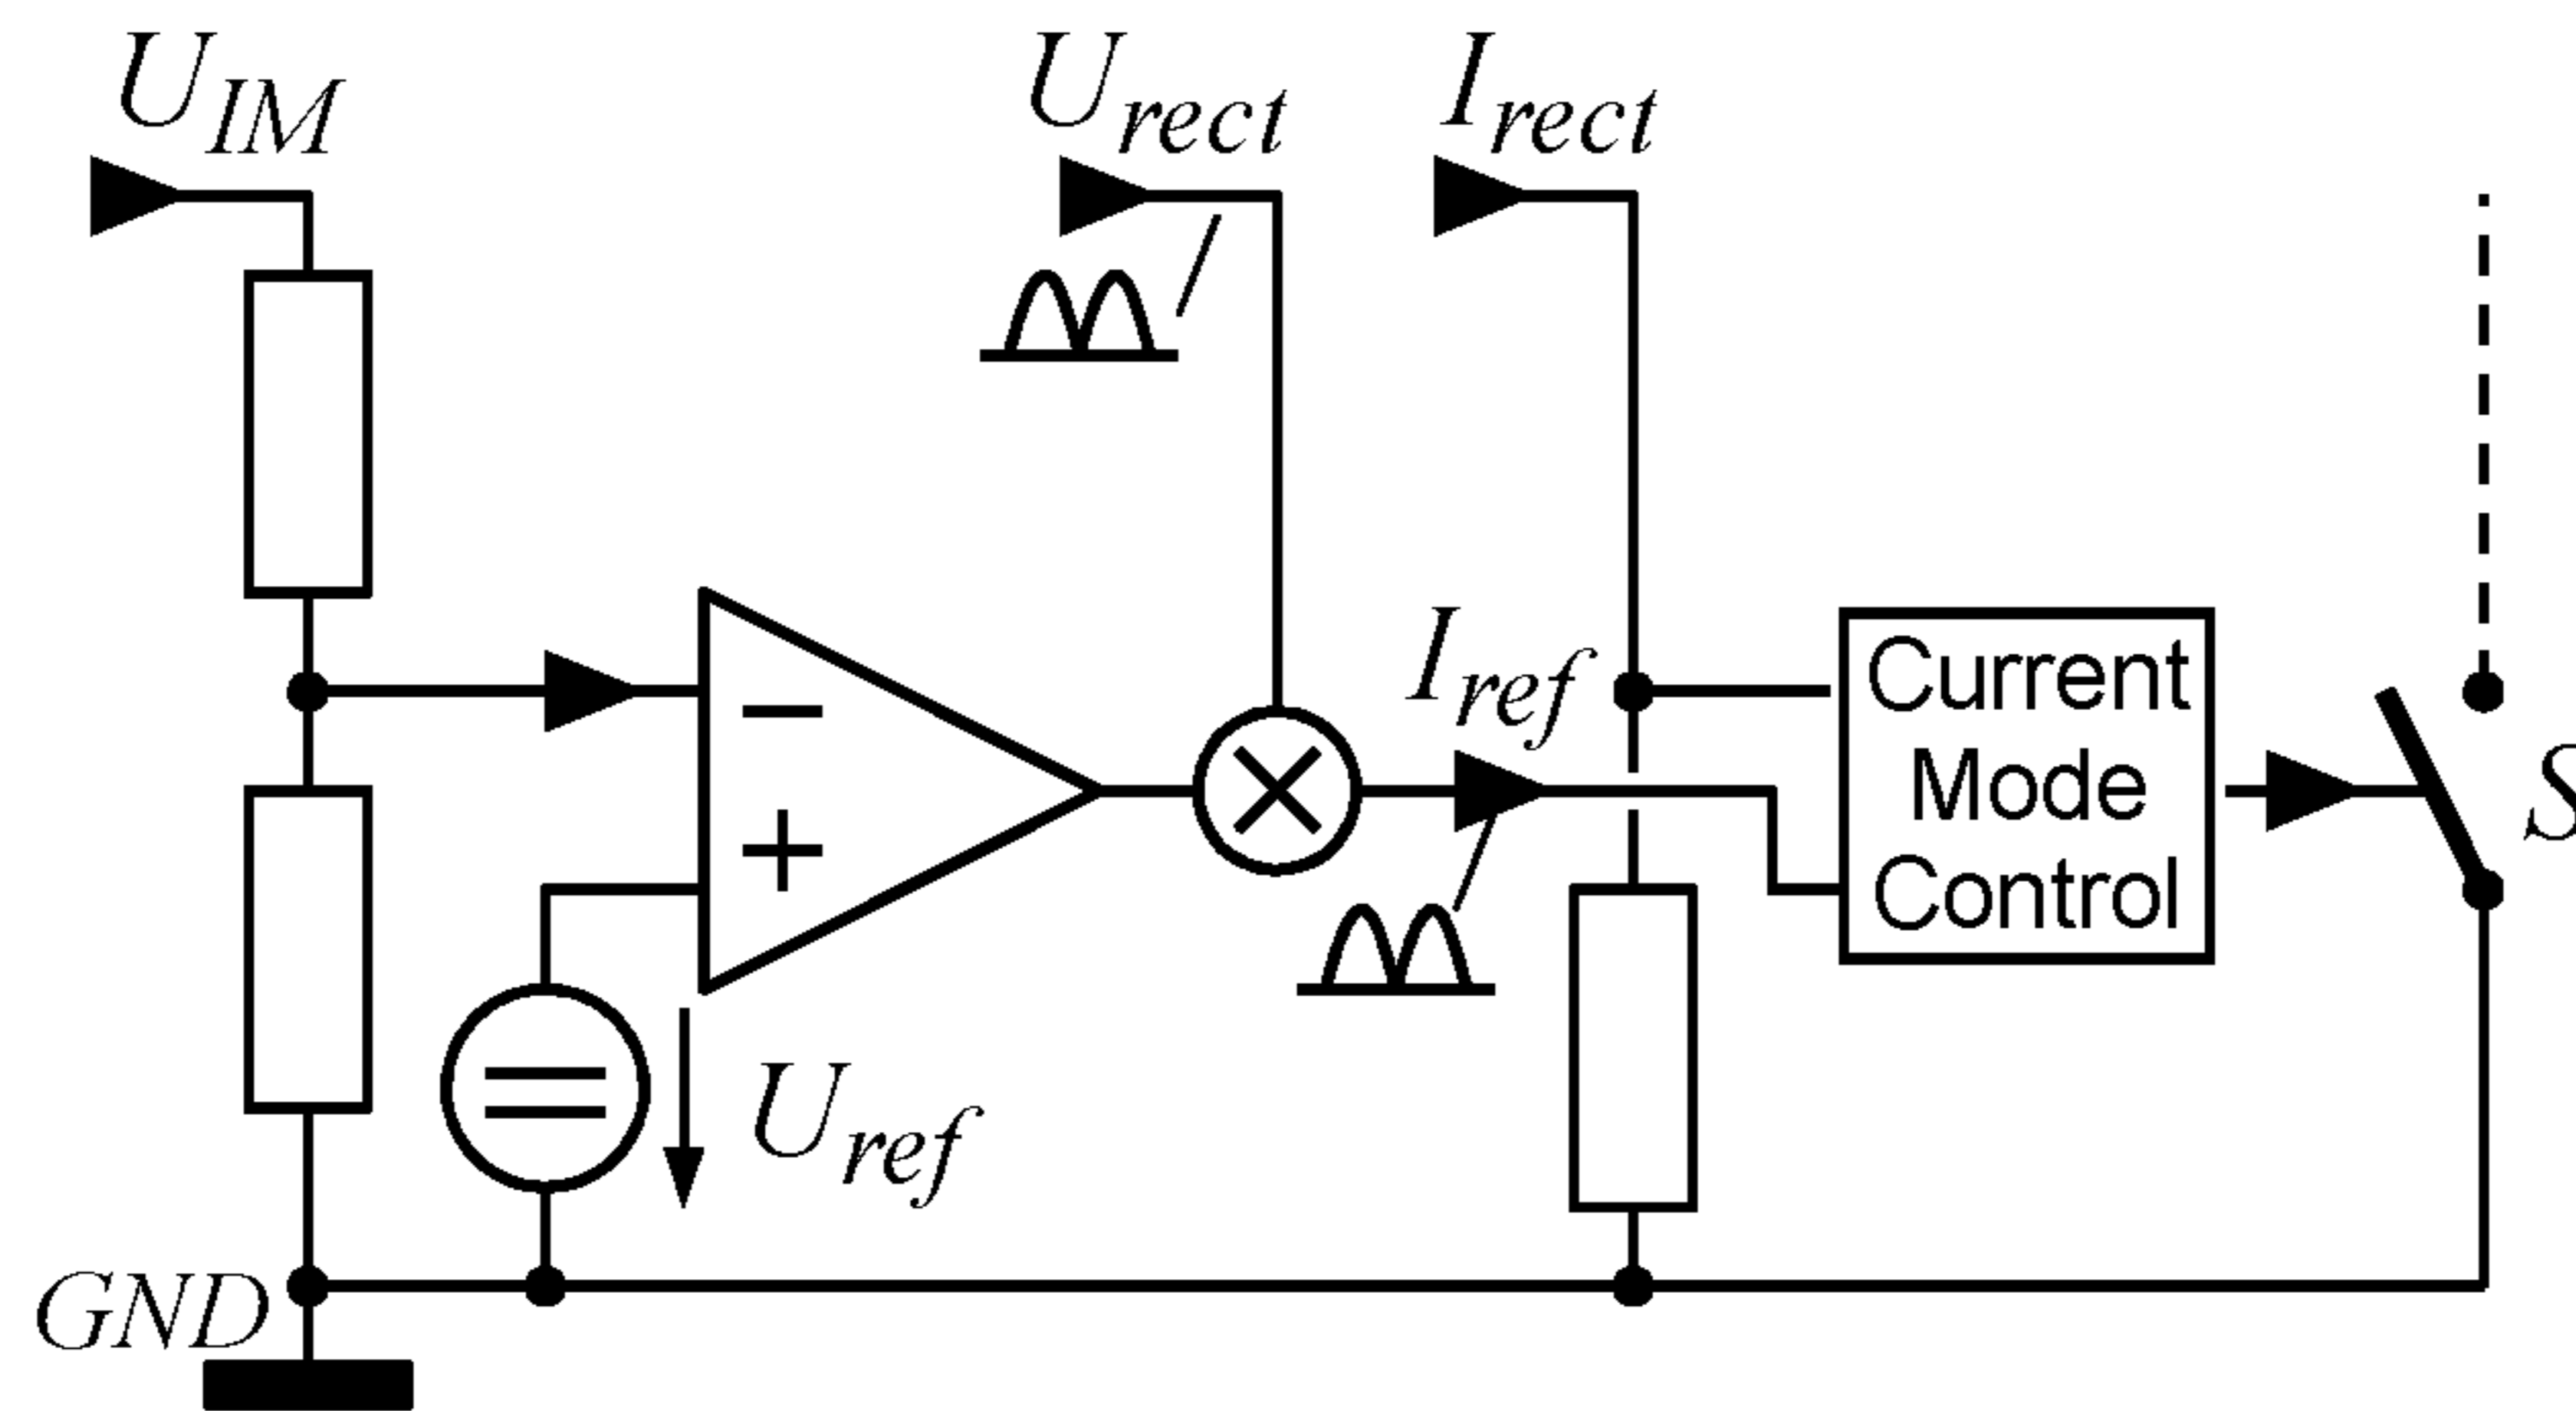 U_IM
U_rect
I_rect
I_ref
Current
Mode
Control
S
U_ref
GND